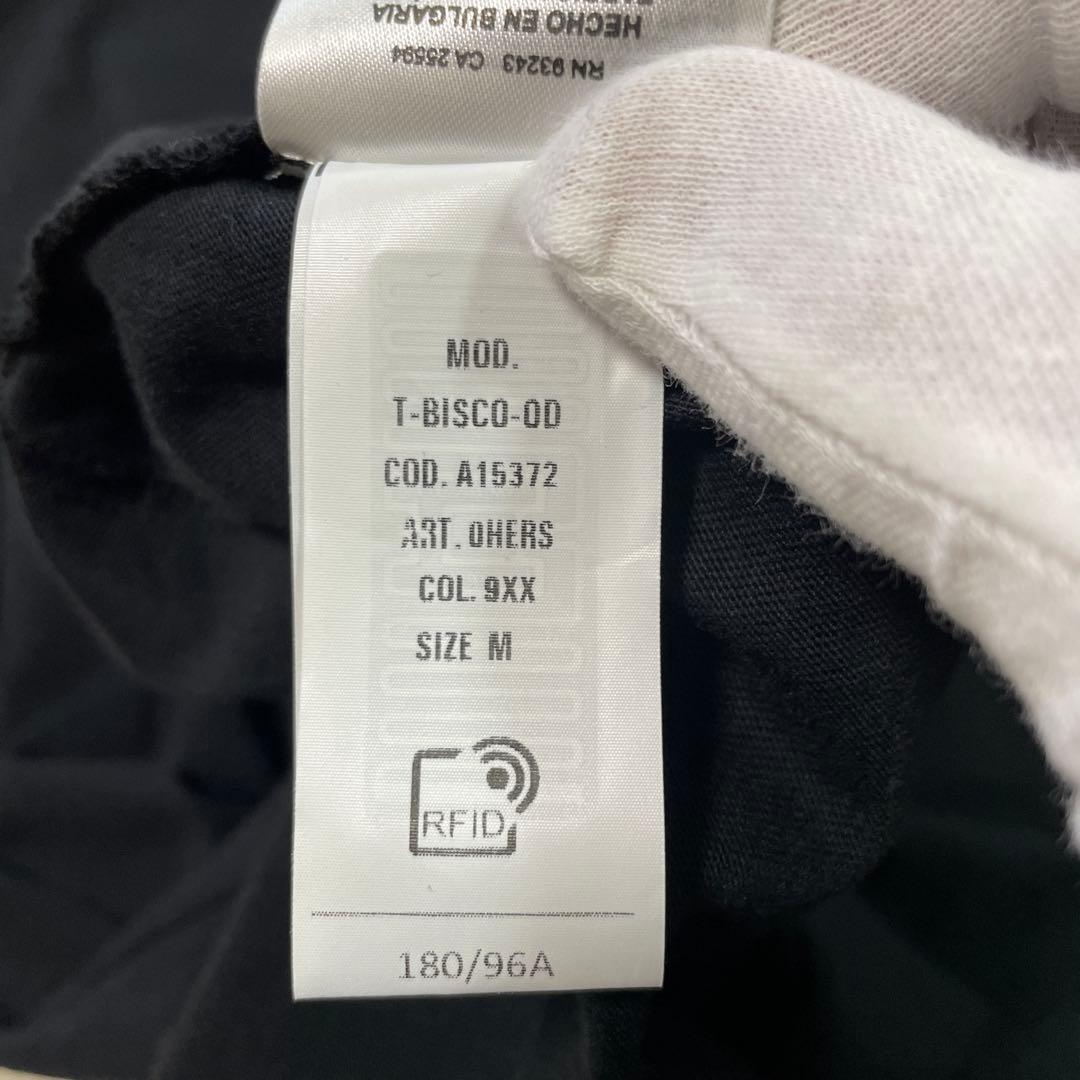 HECHO EN BULGARIA
RN 93243 CA 25594
MOD.
T-BISCO-OD
COD. A15372
ART. 0HERS
COL. 9XX
SIZE M
RFID
180/96A